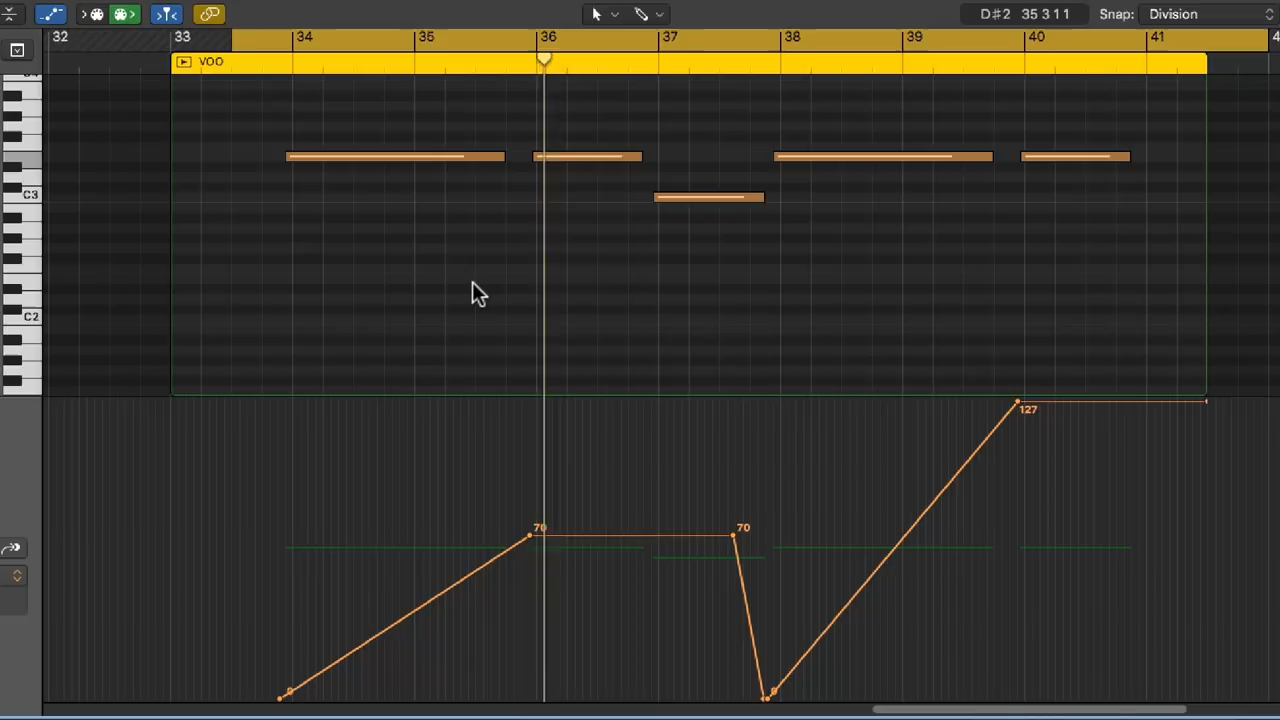 D#2 35 3 1 1 Snap: Division
32 33 34 35 36 37 38 39 40 41
VOO
C3
C2
127
70 70
0 0